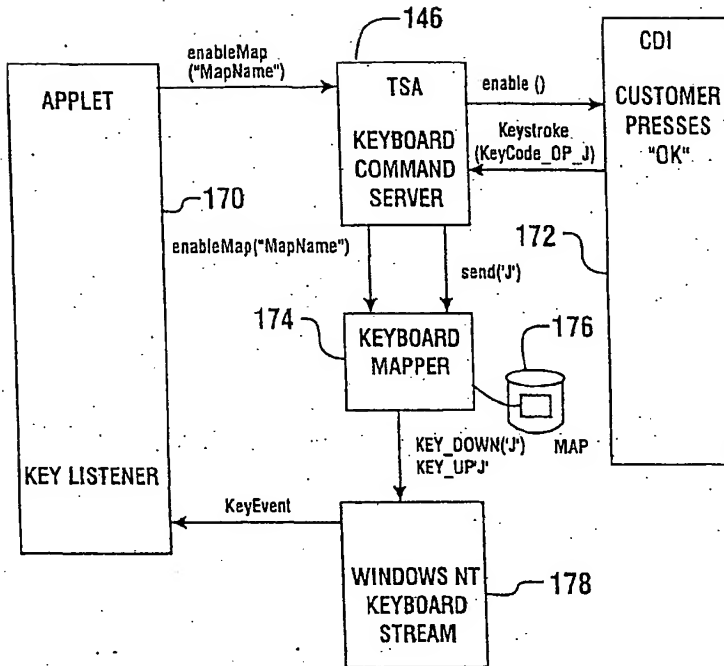 146
enableMap
("MapName")
CDI
APPLET
TSA
enable ()
CUSTOMER
PRESSES
"OK"
KEYBOARD
COMMAND
SERVER
Keystroke
(KeyCode_OP_J)
170
enableMap("MapName")
172
send('J')
174
KEYBOARD
MAPPER
176
KEY_DOWN('J')
KEY_UP'J'
MAP
KEY LISTENER
KeyEvent
WINDOWS NT
KEYBOARD
STREAM
178